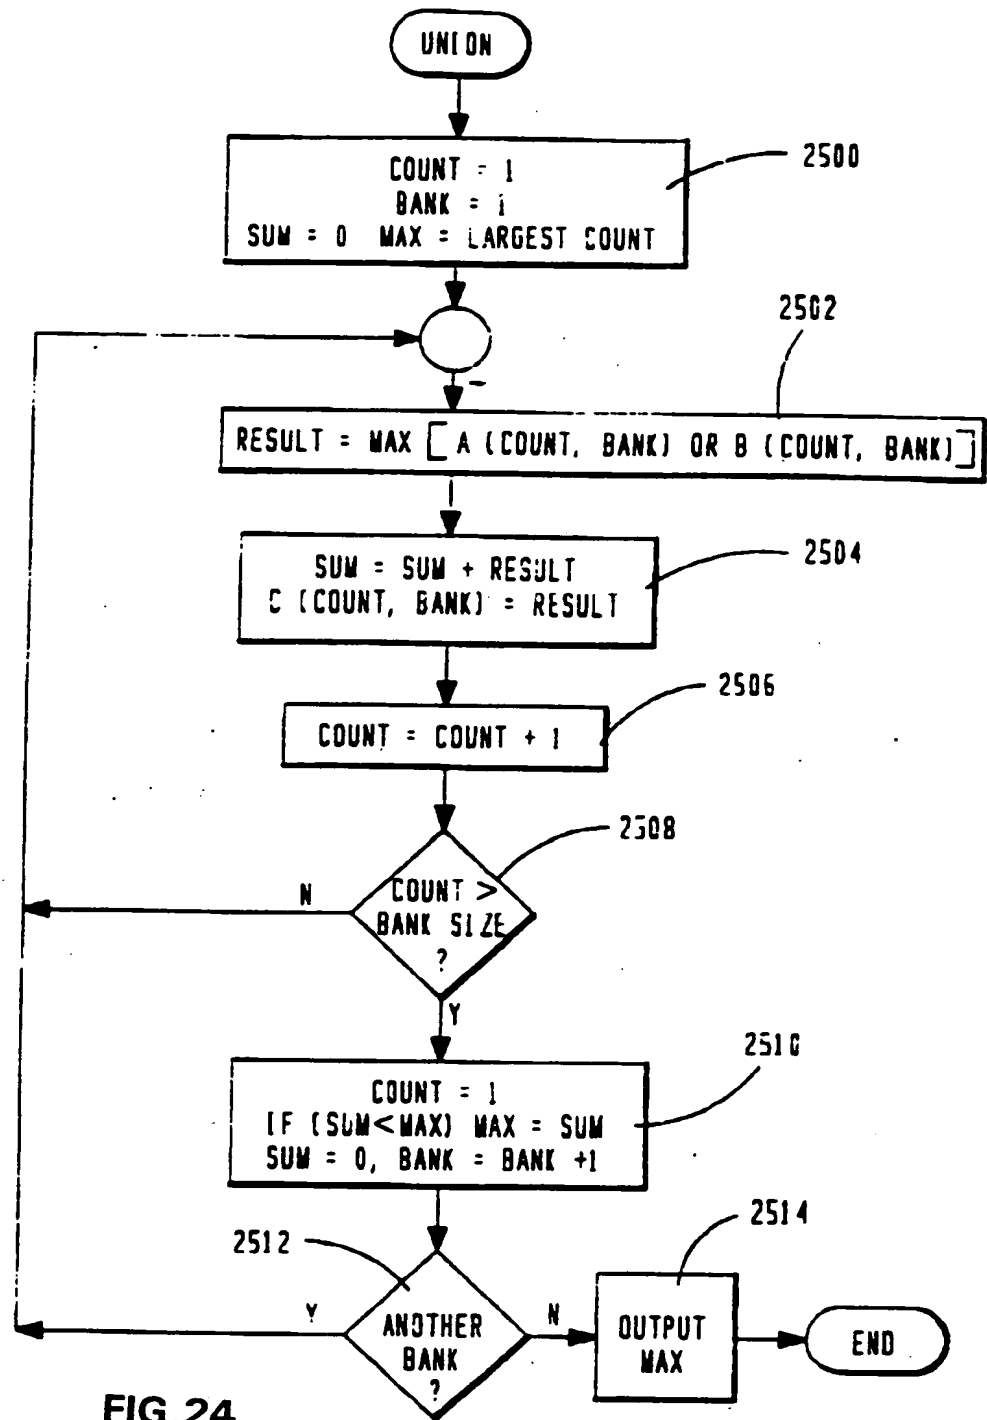 UNION
COUNT = 1
BANK = 1
SUM = 0 MAX = LARGEST COUNT
2500
2502
RESULT = MAX [ A (COUNT, BANK) OR B (COUNT, BANK) ]
SUM = SUM + RESULT
C (COUNT, BANK) = RESULT
2504
COUNT = COUNT + 1
2506
COUNT >
BANK SIZE
?
2508
N
Y
COUNT = 1
IF (SUM<MAX) MAX = SUM
SUM = 0, BANK = BANK +1
2510
2512
ANOTHER
BANK
?
Y
N
OUTPUT
MAX
2514
END
FIG. 24